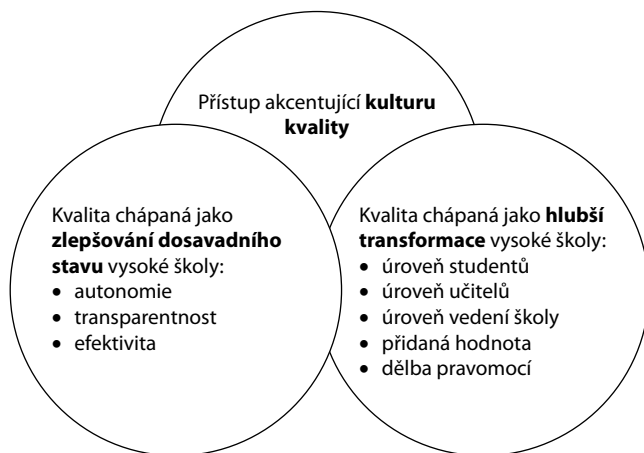 Přístup akcentující kulturu
kvality
Kvalita chápaná jako
zlepšování dosavadního
stavu vysoké školy:
• autonomie
• transparentnost
• efektivita
Kvalita chápaná jako hlubší
transformace vysoké školy:
• úroveň studentů
• úroveň učitelů
• úroveň vedení školy
• přidaná hodnota
• dělba pravomocí